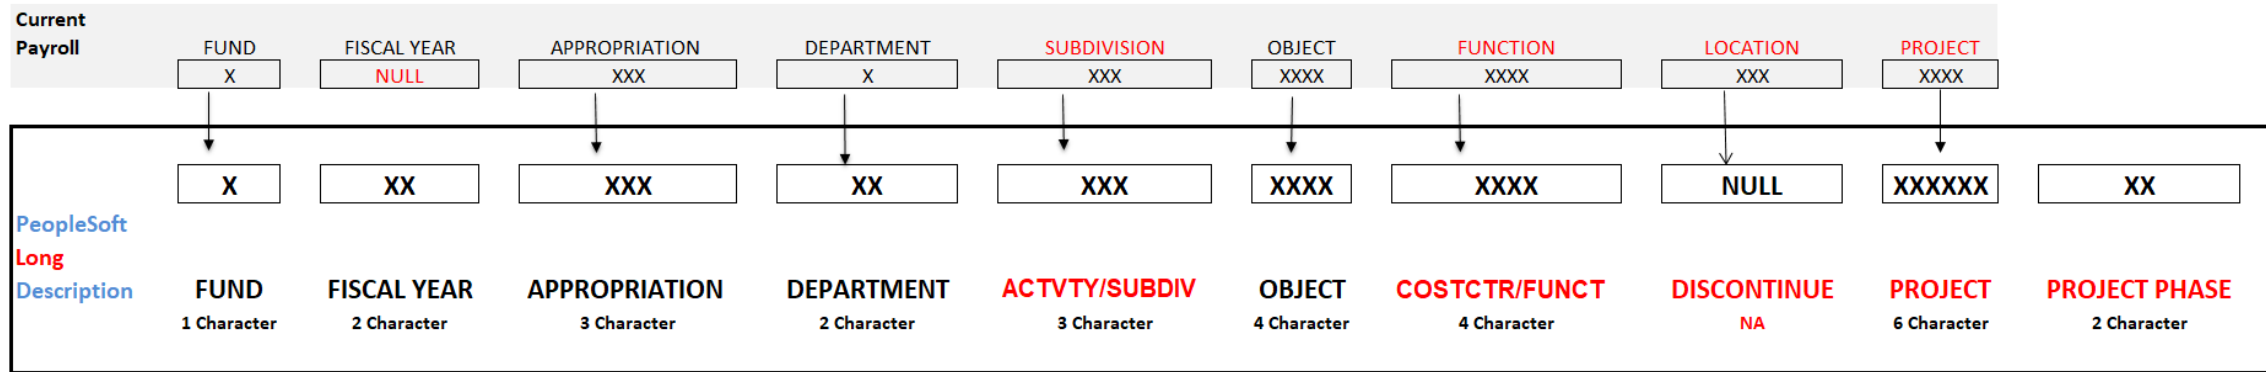 Current
Payroll FUND FISCAL YEAR APPROPRIATION DEPARTMENT SUBDIVISION OBJECT FUNCTION LOCATION PROJECT
X NULL XXX X XXX XXXX XXXX XXX XXXX
X XX XXX XX XXX XXXX XXXX NULL XXXXXX XX
PeopleSoft
Long
Description FUND FISCAL YEAR APPROPRIATION DEPARTMENT ACTVTY/SUBDIV OBJECT COSTCTR/FUNCT DISCONTINUE PROJECT PROJECT PHASE
1 Character 2 Character 3 Character 2 Character 3 Character 4 Character 4 Character NA 6 Character 2 Character